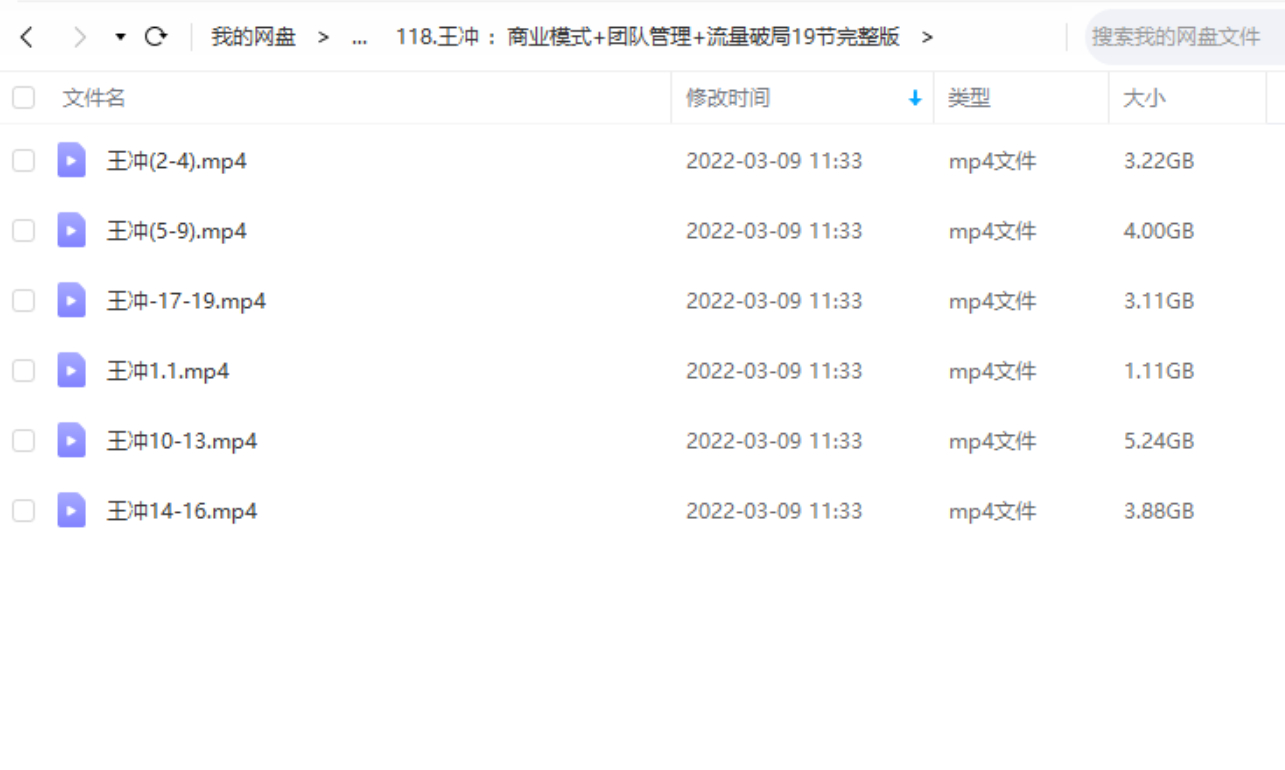 我的网盘 > ... 118.王冲：商业模式+团队管理+流量破局19节完整版 > 搜索我的网盘文件
文件名 修改时间 类型 大小
王冲(2-4).mp4 2022-03-09 11:33 mp4文件 3.22GB
王冲(5-9).mp4 2022-03-09 11:33 mp4文件 4.00GB
王冲-17-19.mp4 2022-03-09 11:33 mp4文件 3.11GB
王冲1.1.mp4 2022-03-09 11:33 mp4文件 1.11GB
王冲10-13.mp4 2022-03-09 11:33 mp4文件 5.24GB
王冲14-16.mp4 2022-03-09 11:33 mp4文件 3.88GB